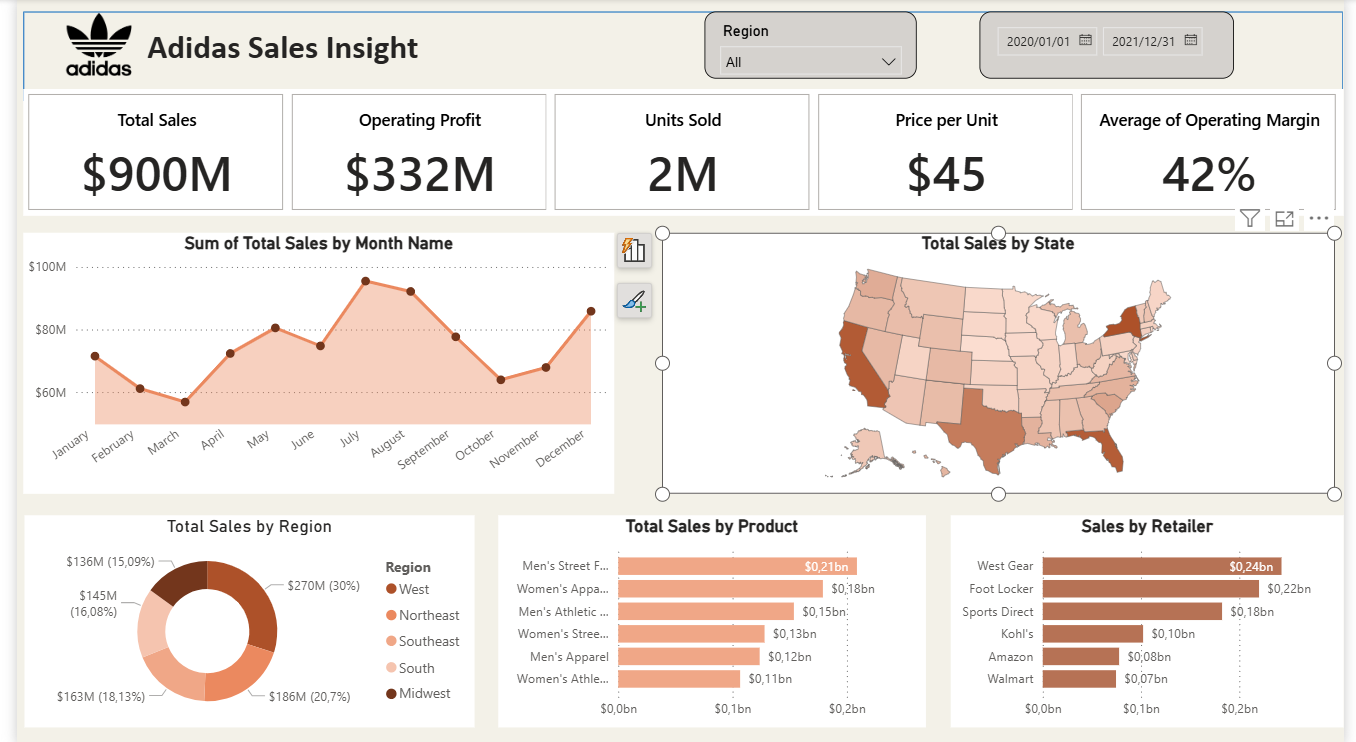 adidas
Adidas Sales Insight
Region
All
2020/01/01
2021/12/31
Total Sales
$900M
Operating Profit
$332M
Units Sold
2M
Price per Unit
$45
Average of Operating Margin
42%
Sum of Total Sales by Month Name
$100M
$80M
$60M
January
February
March
April
May
June
July
August
September
October
November
December
Total Sales by State
Total Sales by Region
$136M (15,09%)
$145M
(16,08%)
$163M (18,13%)
$270M (30%)
$186M (20,7%)
Region
West
Northeast
Southeast
South
Midwest
Total Sales by Product
Men's Street F... $0,21bn
Women's Appa... $0,18bn
Men's Athletic ... $0,15bn
Women's Stree... $0,13bn
Men's Apparel $0,12bn
Women's Athle... $0,11bn
$0,0bn $0,1bn $0,2bn
Sales by Retailer
West Gear $0,24bn
Foot Locker $0,22bn
Sports Direct $0,18bn
Kohl's $0,10bn
Amazon $0,08bn
Walmart $0,07bn
$0,0bn $0,1bn $0,2bn